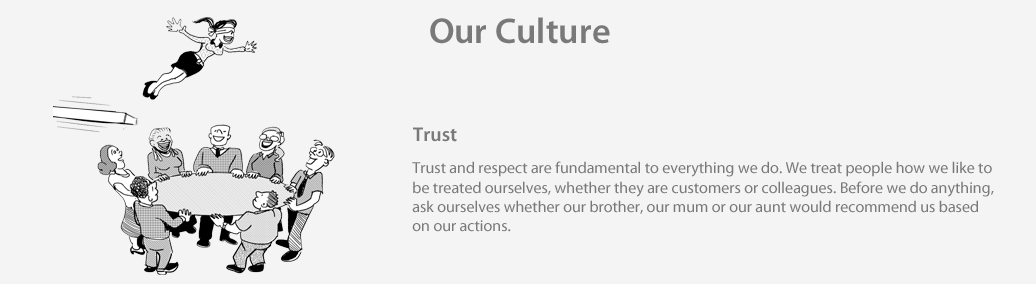 Our Culture
Trust
Trust and respect are fundamental to everything we do. We treat people how we like to
be treated ourselves, whether they are customers or colleagues. Before we do anything,
ask ourselves whether our brother, our mum or our aunt would recommend us based
on our actions.